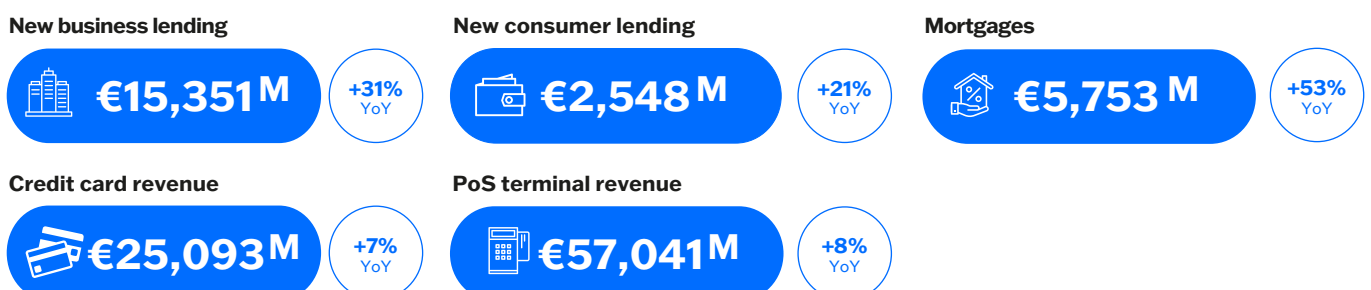 New business lending
€15,351 M
+31%
YoY
New consumer lending
€2,548 M
+21%
YoY
Mortgages
€5,753 M
+53%
YoY
Credit card revenue
€25,093 M
+7%
YoY
PoS terminal revenue
€57,041 M
+8%
YoY